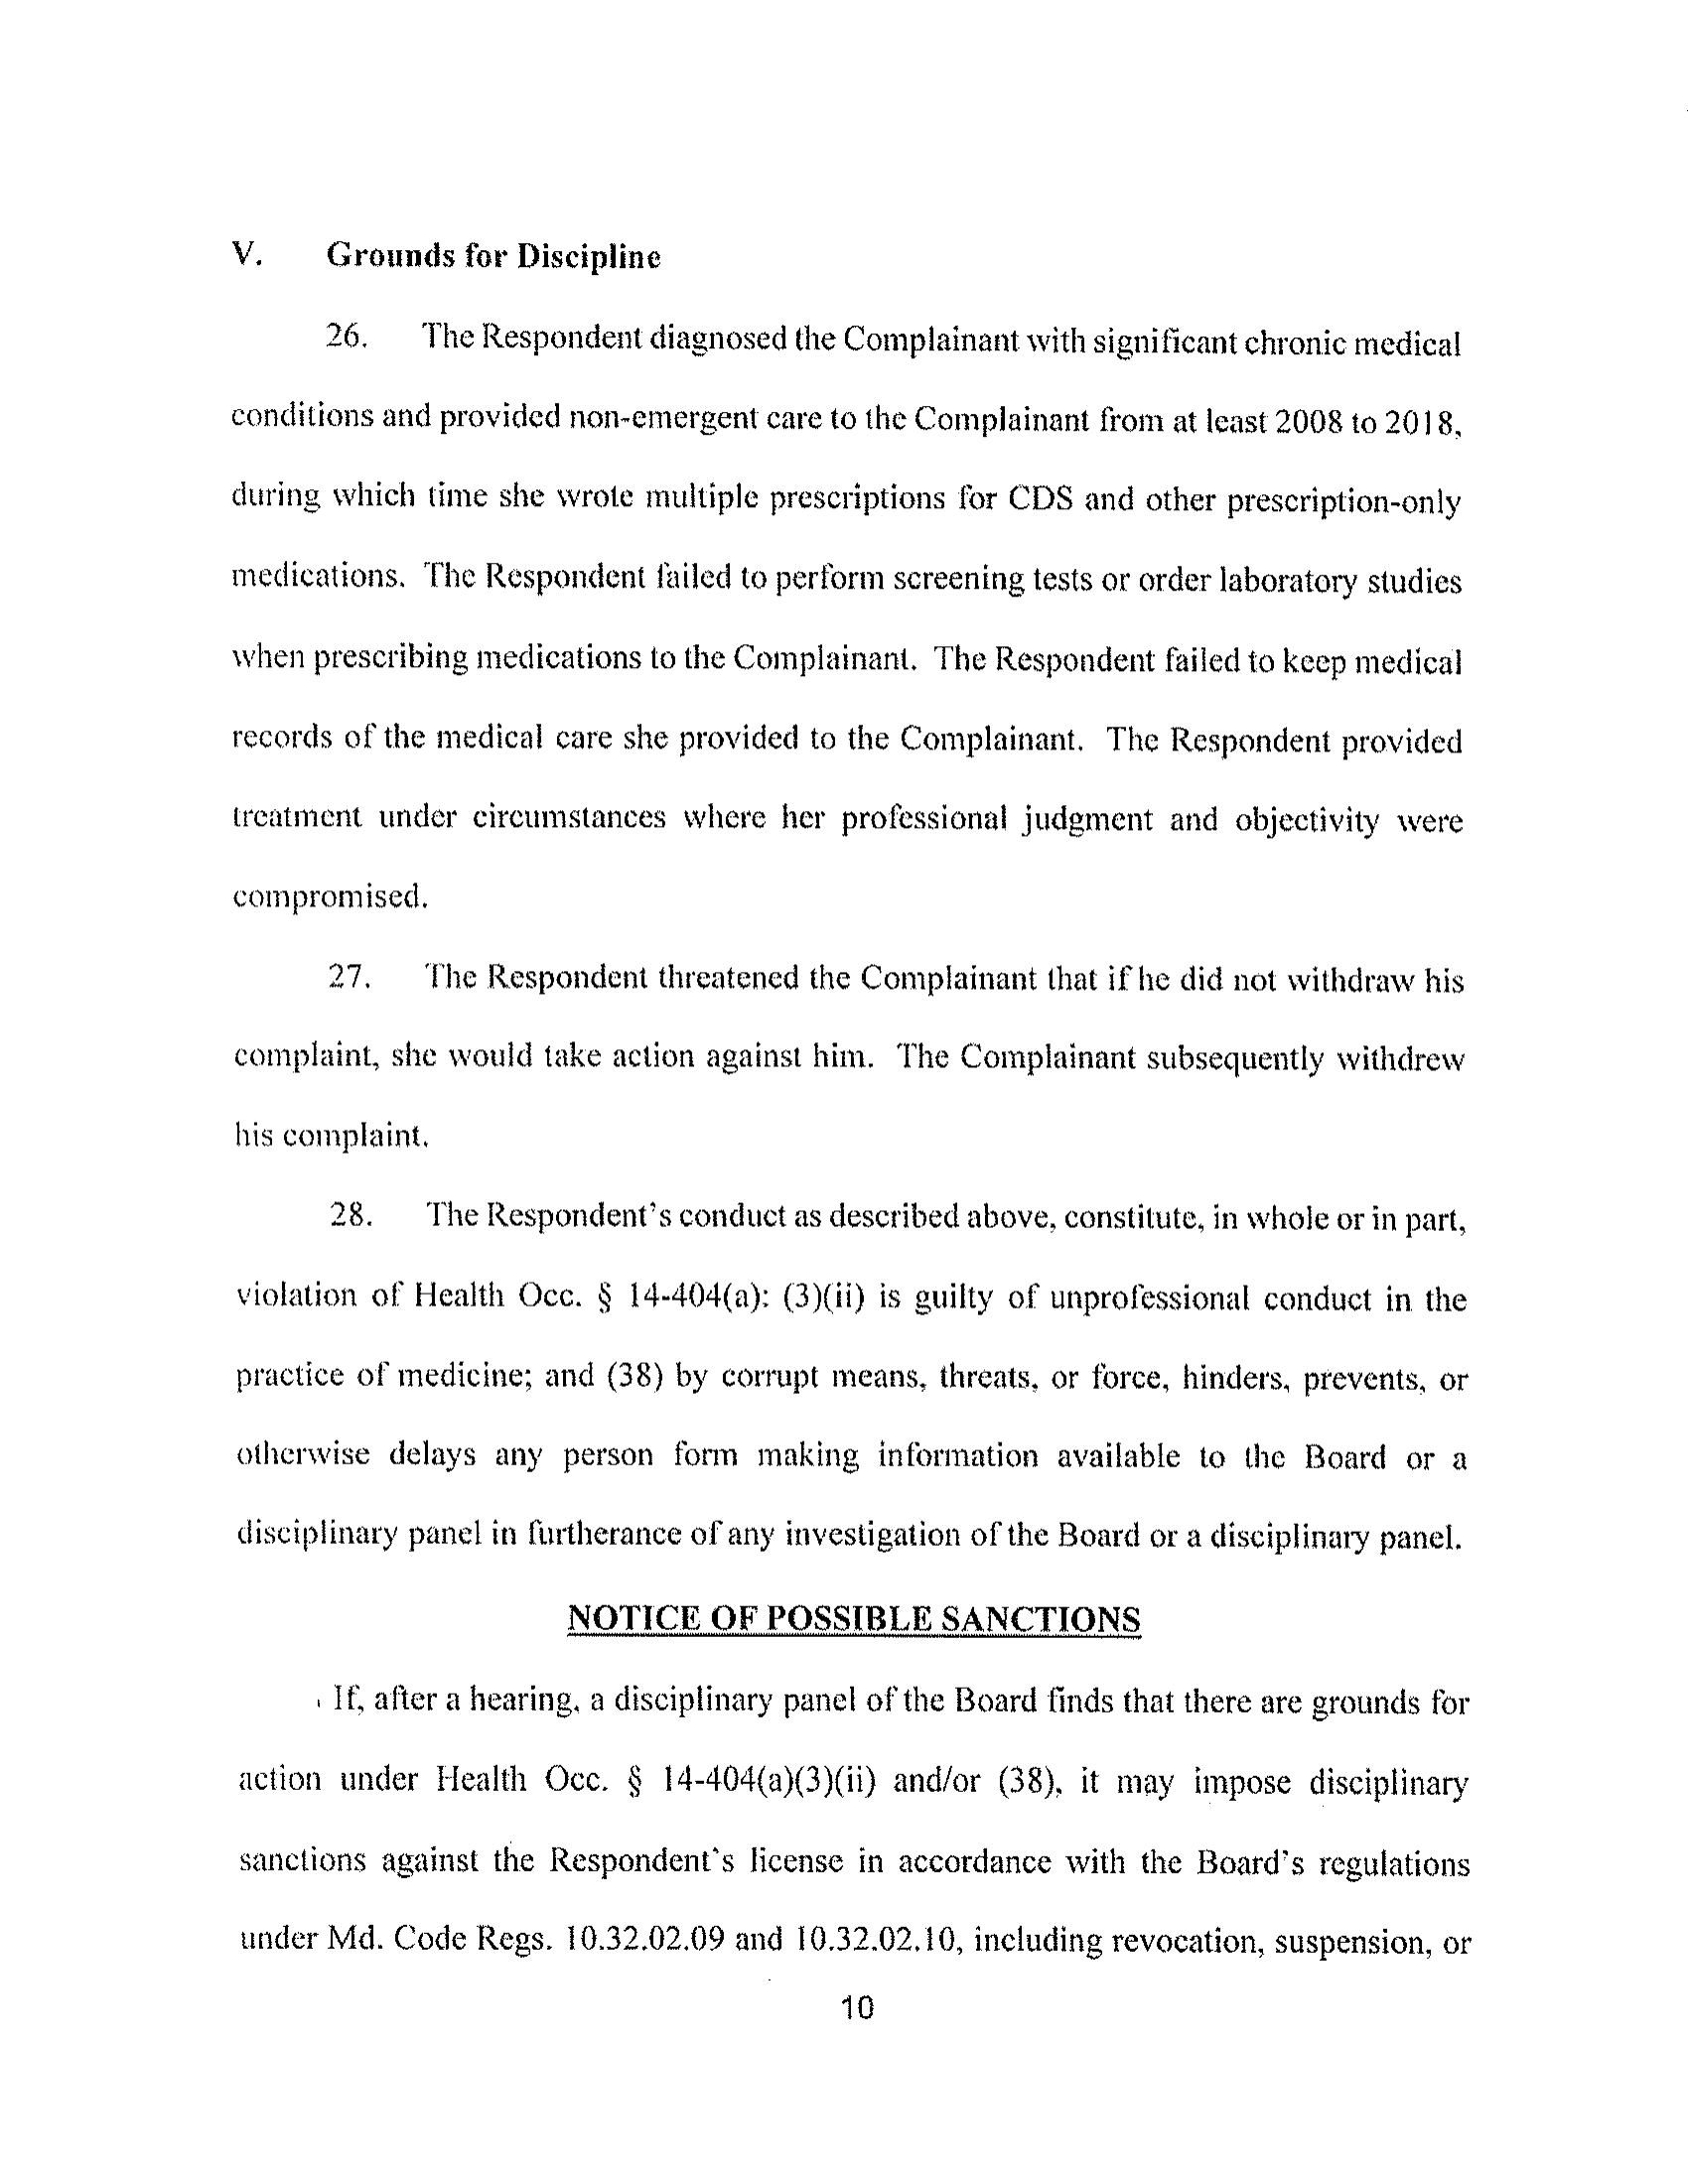 V. Grounds for Discipline
26. The Respondent diagnosed the Complainant with significant chronic medical
conditions and provided non-emergent care to the Complainant from at least 2008 to 2018,
during which time she wrote multiple prescriptions for CDS and other prescription-only
medications. The Respondent failed to perform screening tests or order laboratory studies
when prescribing medications to the Complainant. The Respondent failed to keep medical
records of the medical care she provided to the Complainant. The Respondent provided
treatment under circumstances where her professional judgment and objectivity were
compromised.
27. The Respondent threatened the Complainant that if he did not withdraw his
complaint, she would take action against him. The Complainant subsequently withdrew
his complaint.
28. The Respondent's conduct as described above, constitute, in whole or in part,
violation of Health Occ. § 14-404(a): (3)(ii) is guilty of unprofessional conduct in the
practice of medicine; and (38) by corrupt means, threats, or force, hinders, prevents, or
otherwise delays any person form making information available to the Board or a
disciplinary panel in furtherance of any investigation of the Board or a disciplinary panel.
NOTICE OF POSSIBLE SANCTIONS
If, after a hearing, a disciplinary panel of the Board finds that there are grounds for
action under Health Occ. § 14-404(a)(3)(ii) and/or (38), it may impose disciplinary
sanctions against the Respondent's license in accordance with the Board's regulations
under Md. Code Regs. 10.32.02.09 and 10.32.02.10, including revocation, suspension, or
10